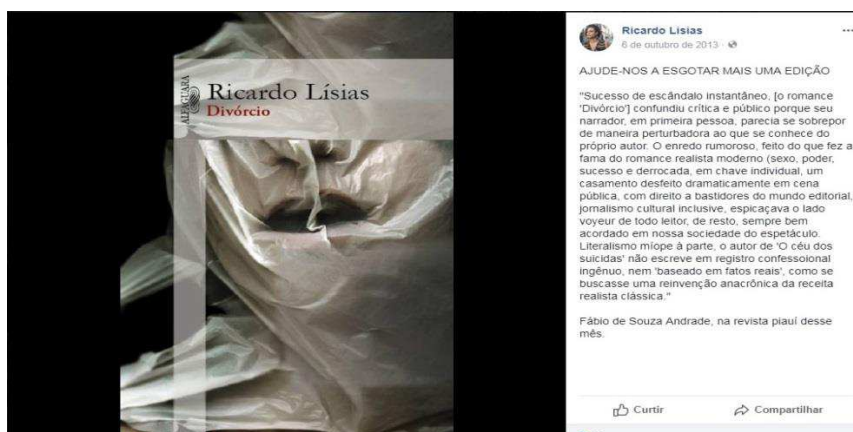 ALFAGUARA
Ricardo Lísias
Divórcio
Ricardo Lisias
6 de outubro de 2013 ·
AJUDE-NOS A ESGOTAR MAIS UMA EDIÇÃO
"Sucesso de escândalo instantâneo, [o romance
'Divórcio'] confundiu crítica e público porque seu
narrador, em primeira pessoa, parecia se sobrepor
de maneira perturbadora ao que se conhece do
próprio autor. O enredo rumoroso, feito do que fez a
fama do romance realista moderno (sexo, poder,
sucesso e derrocada, em chave individual, um
casamento desfeito dramaticamente em cena
pública, com direito a bastidores do mundo editorial,
jornalismo cultural inclusive, espicaçava o lado
voyeur de todo leitor, de resto, sempre bem
acordado em nossa sociedade do espetáculo.
Literalismo míope à parte, o autor de 'O céu dos
suicidas' não escreve em registro confessoional
ingênuo, nem 'baseado em fatos reais', como se
buscasse uma reinvenção anacrônica da receita
realista clássica."
Fábio de Souza Andrade, na revista piauí desse
mês.
Curtir
Compartilhar